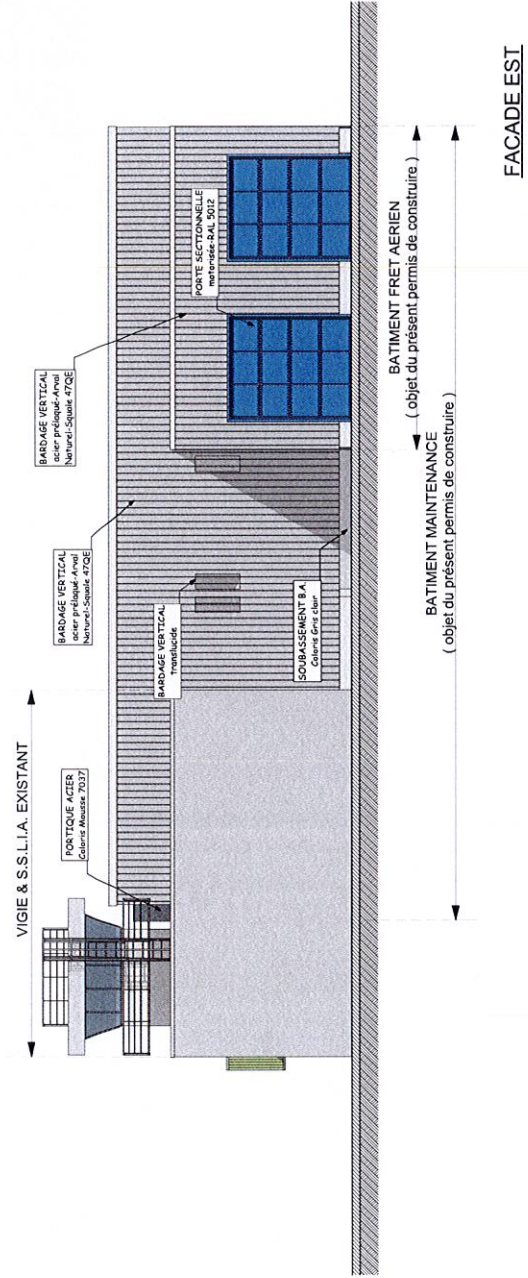 VIGIE & S.S.L.I.A. EXISTANT
PORTIQUE ACIER
Coloris Mousse 7037
BARDAGE VERTICAL
acier prélaqué-Arval
Naturel-Squale 47QE
BARDAGE VERTICAL
acier prélaqué-Arval
Naturel-Squale 47QE
BARDAGE VERTICAL
translucide
PORTE SECTIONNELLE
motorisée-RAL 5012
SOUBASSEMENT B.A.
Coloris Gris clair
BATIMENT FRET AERIEN
( objet du présent permis de construire )
BATIMENT MAINTENANCE
( objet du présent permis de construire )
FACADE EST